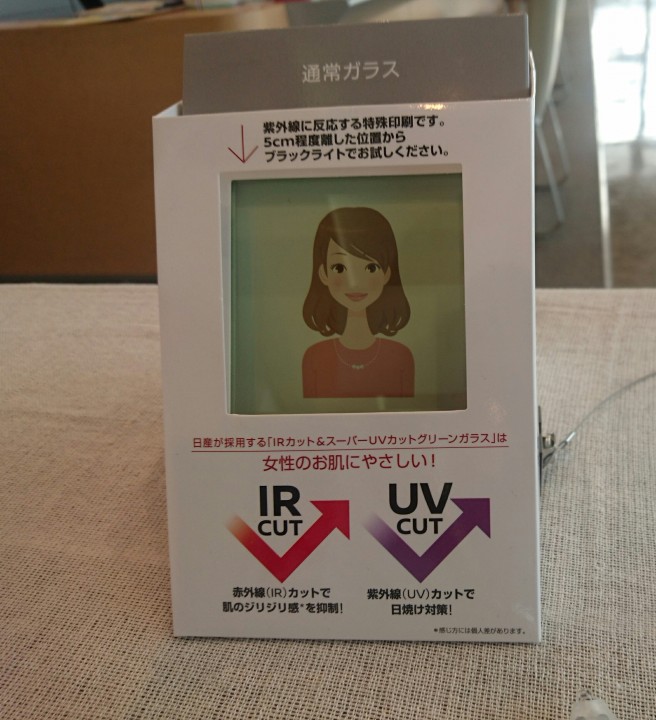 通常ガラス
紫外線に反応する特殊印刷です。
5cm程度離した位置から
ブラックライトでお試しください。
日産が採用する「IRカット&スーパーUVカットグリーンガラス」は
女性のお肌にやさしい!
IR
CUT
赤外線(IR)カットで
肌のジリジリ感*を抑制!
UV
CUT
紫外線(UV)カットで
日焼け対策!
*感じ方には個人差があります。